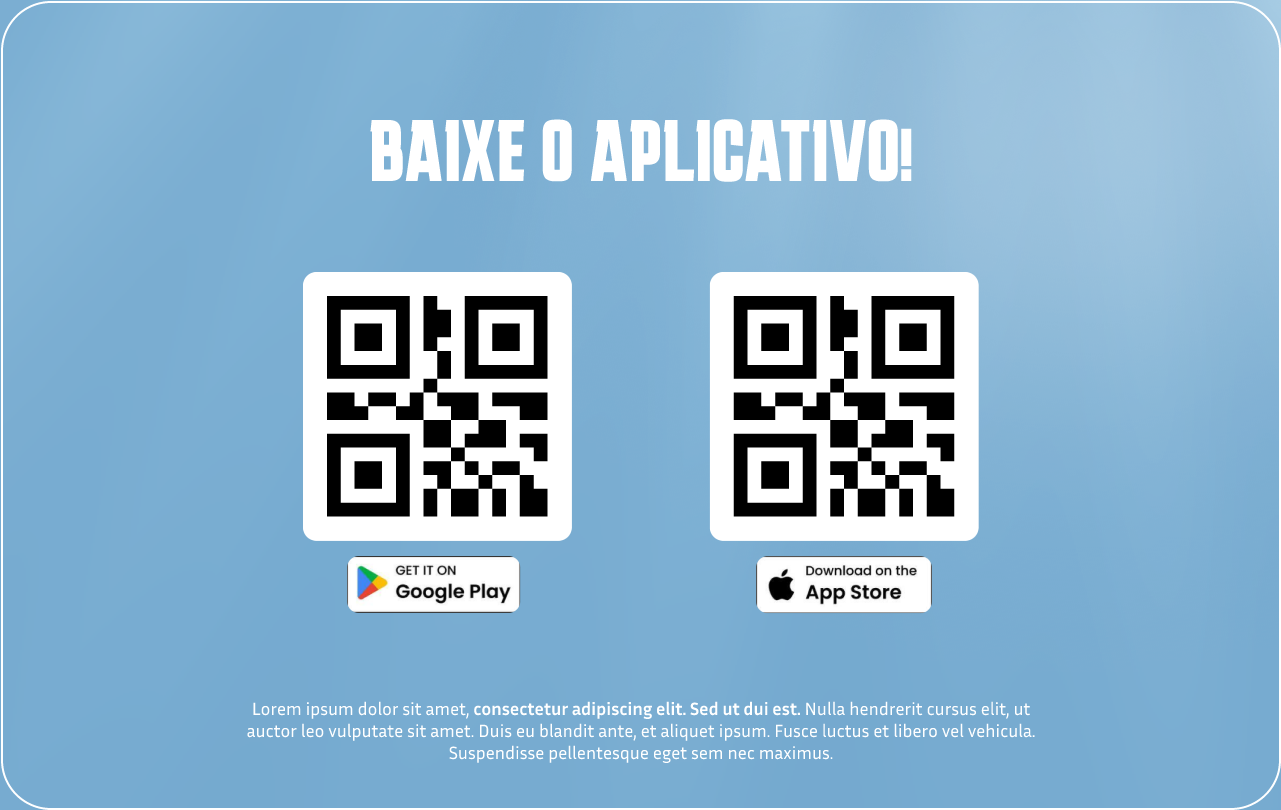 BAIXE O APLICATIVO!
GET IT ON
Google Play
Download on the
App Store
Lorem ipsum dolor sit amet, consectetur adipiscing elit. Sed ut dui est. Nulla hendrerit cursus elit, ut
auctor leo vulputate sit amet. Duis eu blandit ante, et aliquet ipsum. Fusce luctus et libero vel vehicula.
Suspendisse pellentesque eget sem nec maximus.